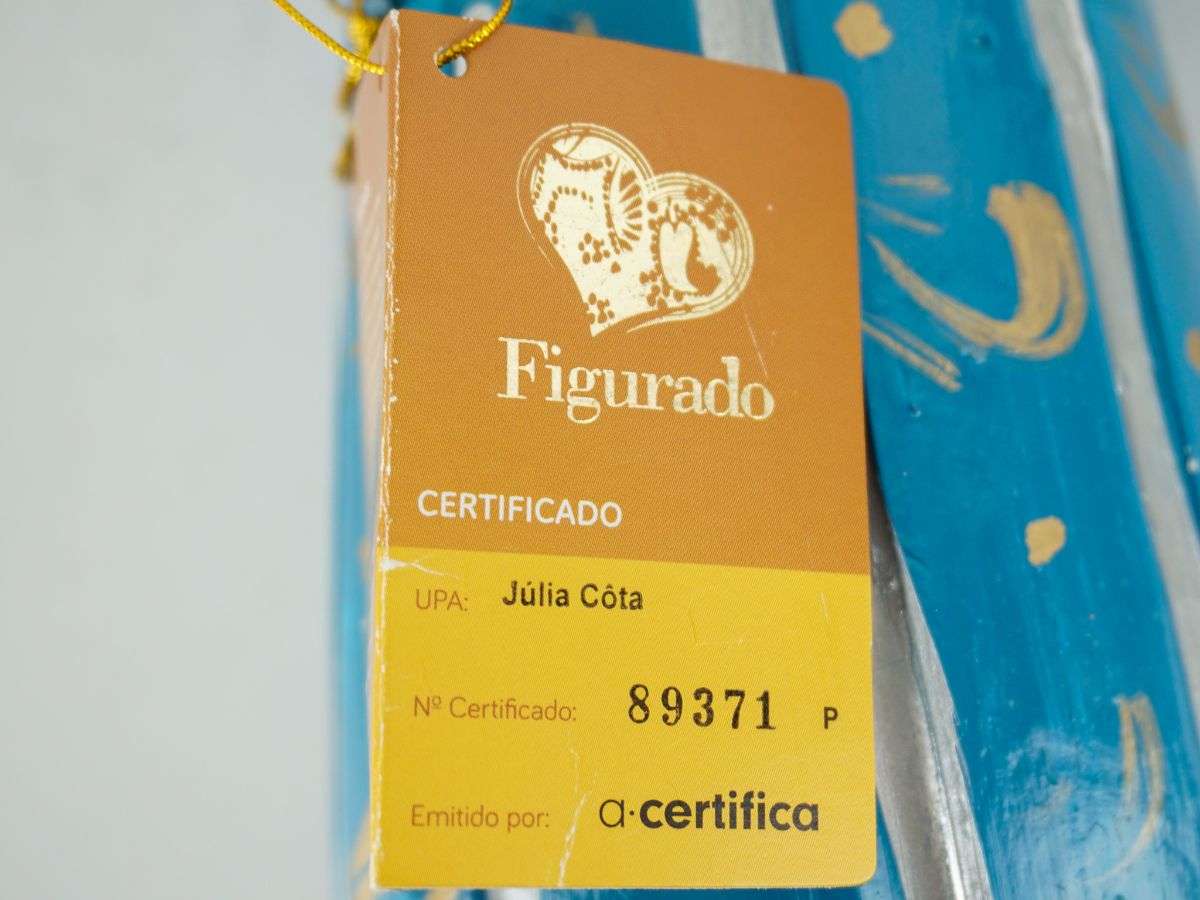 Figurado
CERTIFICADO
UPA: Júlia Côta
Nº Certificado: 89371 P
Emitido por: a·certifica